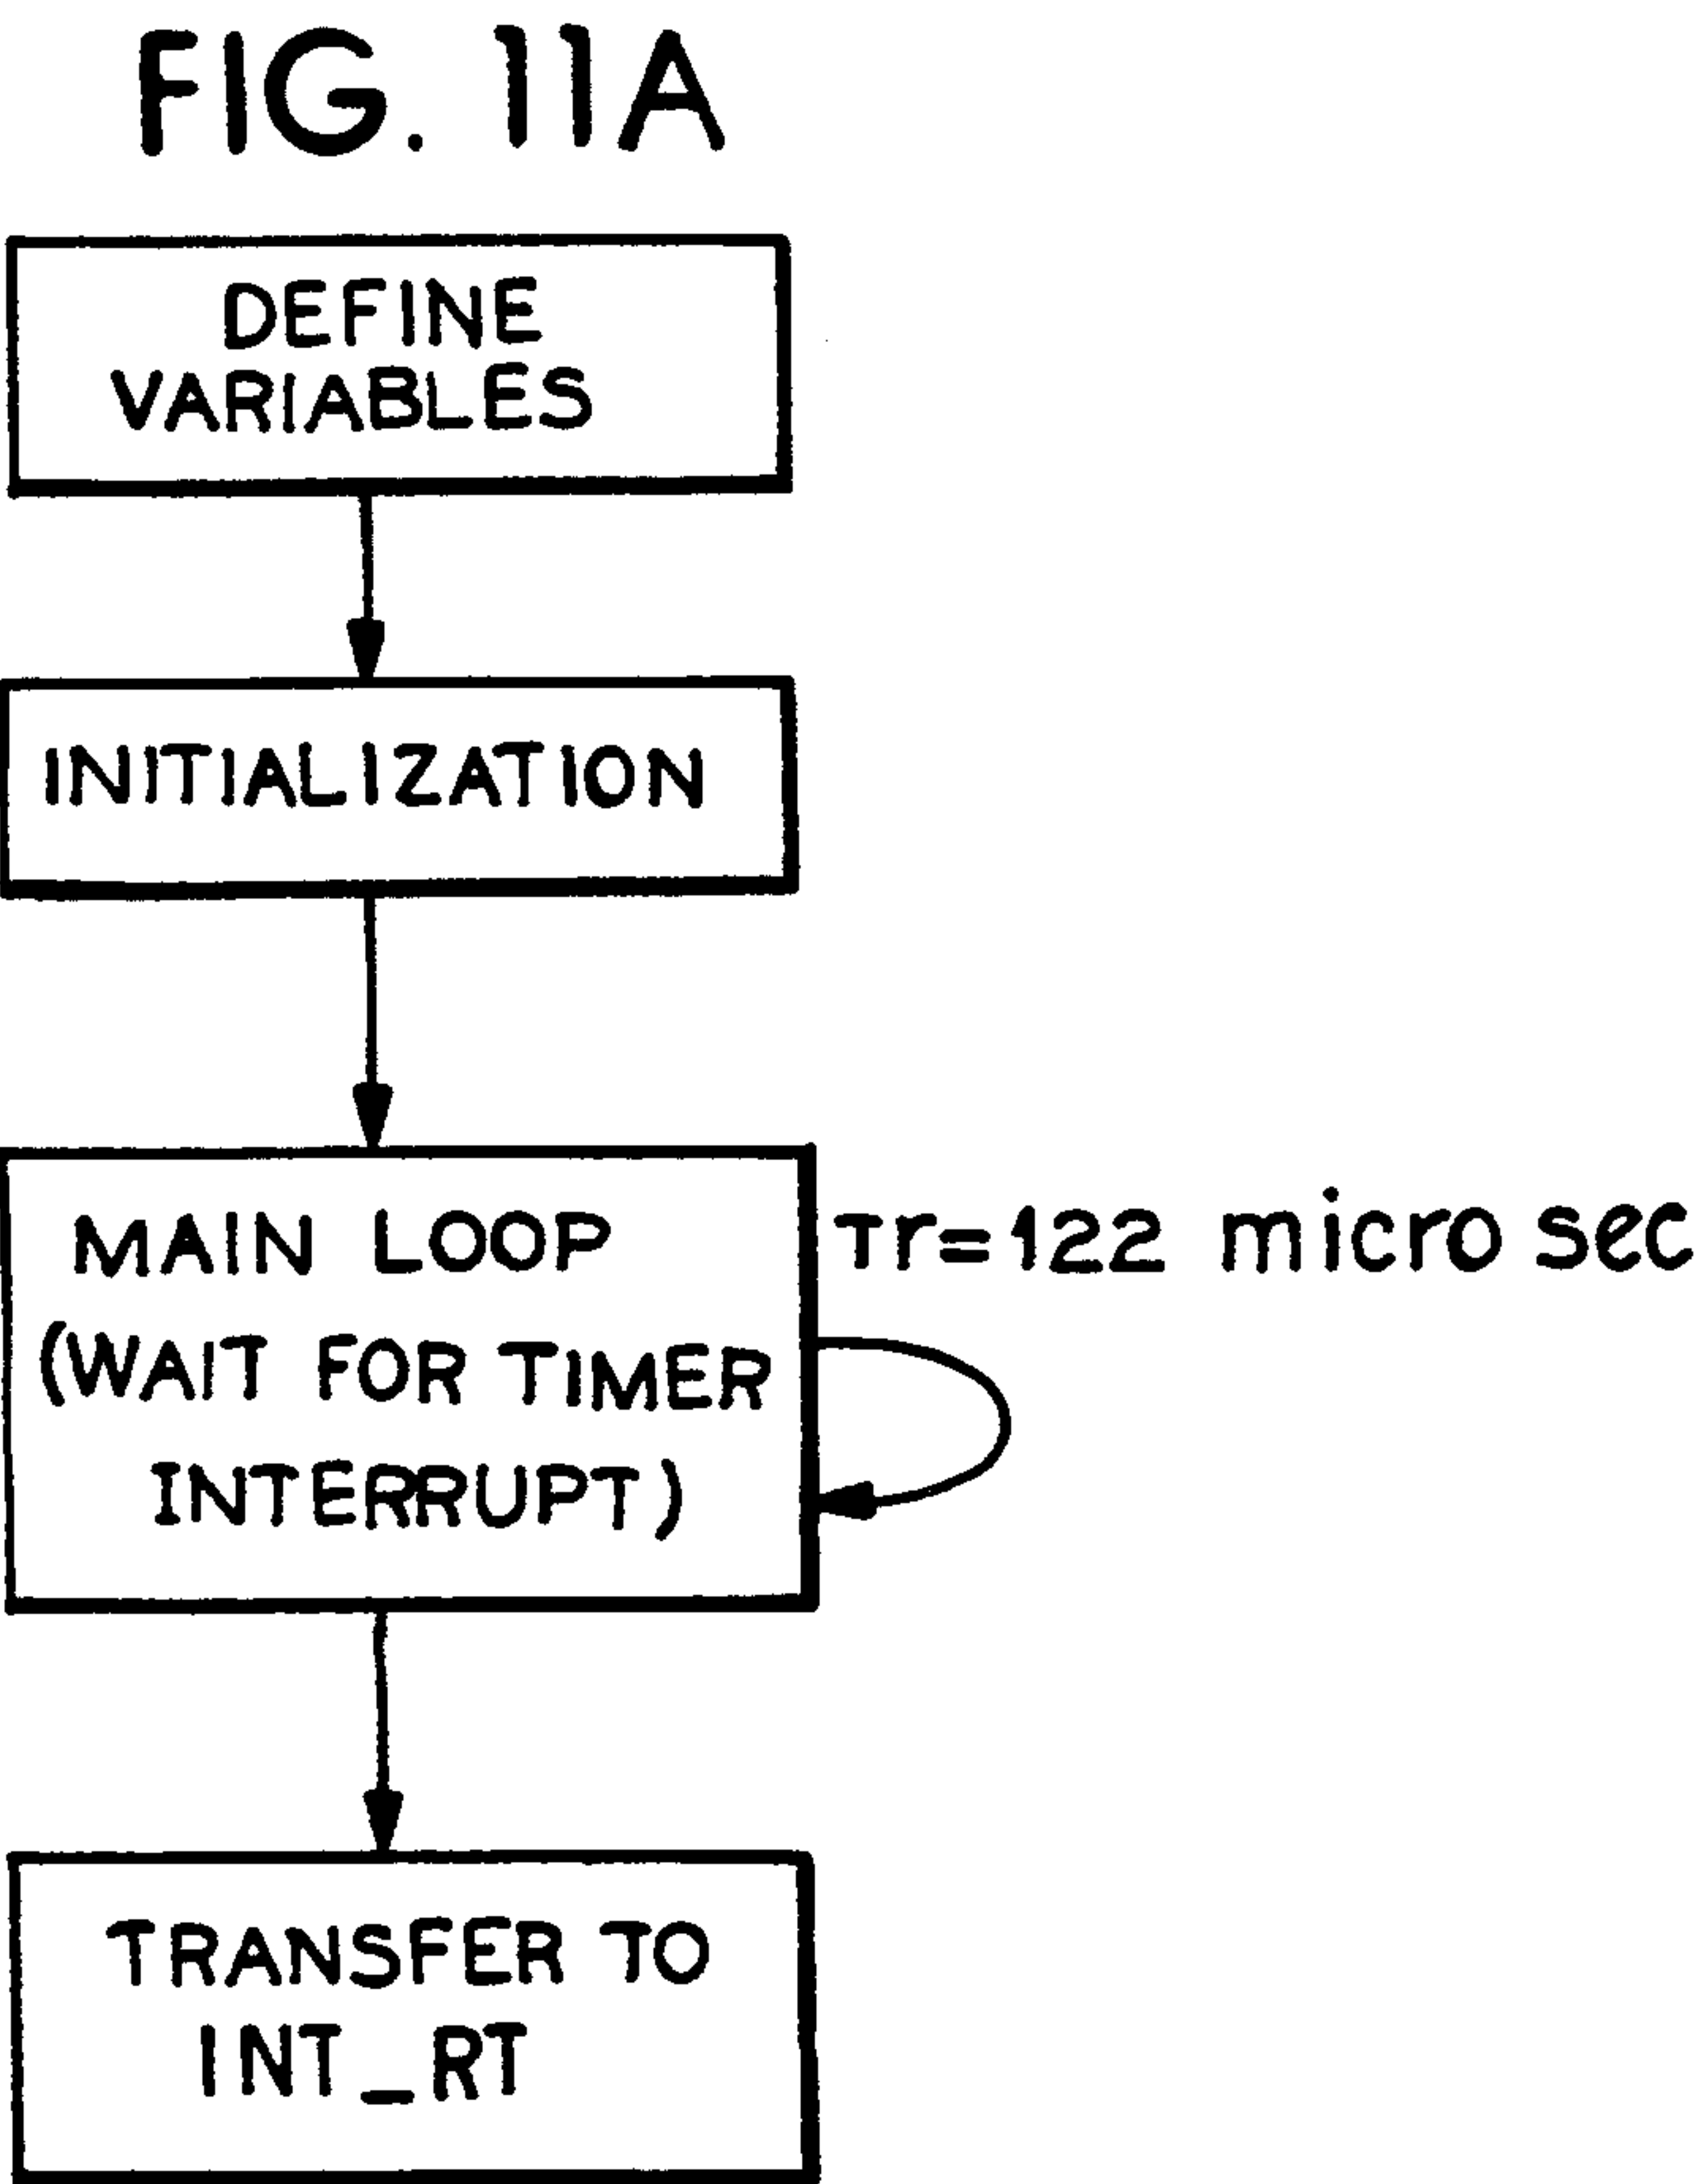 FIG. 11A
DEFINE
VARIABLES
INITIALIZATION
MAIN LOOP
(WAIT FOR TIMER
INTERRUPT)
Tr=122 micro sec
TRANSFER TO
INT_RT